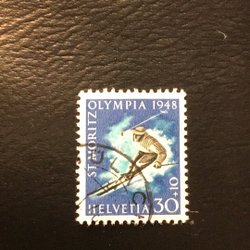 OLYMPIA 1948
ST. MORITZ
30+10
HELVETIA